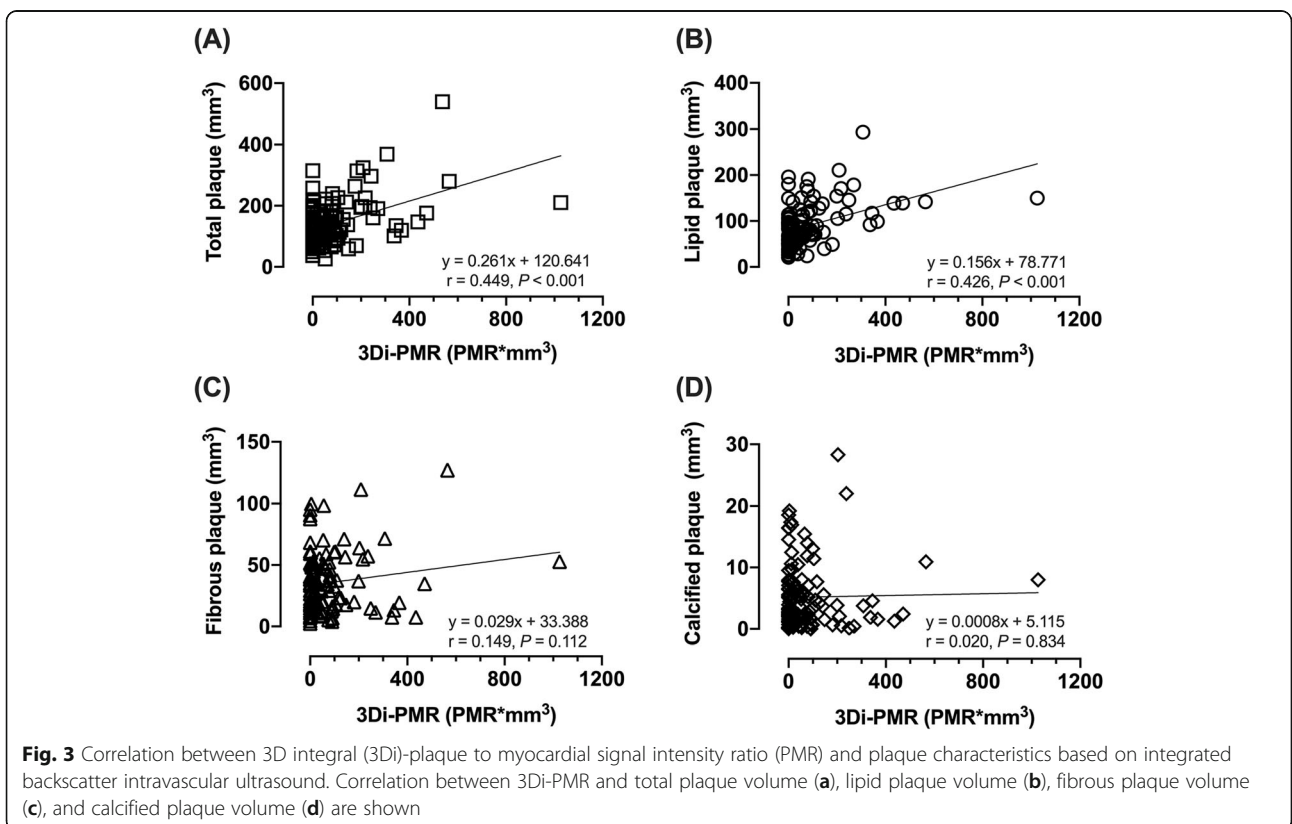 (A)
Total plaque (mm³)
600
400
200
0
y = 0.261x + 120.641
r = 0.449, P < 0.001
0 400 800 1200
3Di-PMR (PMR*mm³)
(B)
Lipid plaque (mm³)
400
300
200
100
0
y = 0.156x + 78.771
r = 0.426, P < 0.001
0 400 800 1200
3Di-PMR (PMR*mm³)
(C)
Fibrous plaque (mm³)
150
100
50
0
y = 0.029x + 33.388
r = 0.149, P = 0.112
0 400 800 1200
3Di-PMR (PMR*mm³)
(D)
Calcified plaque (mm³)
30
20
10
0
y = 0.0008x + 5.115
r = 0.020, P = 0.834
0 400 800 1200
3Di-PMR (PMR*mm³)
Fig. 3 Correlation between 3D integral (3Di)-plaque to myocardial signal intensity ratio (PMR) and plaque characteristics based on integrated
backscatter intravascular ultrasound. Correlation between 3Di-PMR and total plaque volume (a), lipid plaque volume (b), fibrous plaque volume
(c), and calcified plaque volume (d) are shown